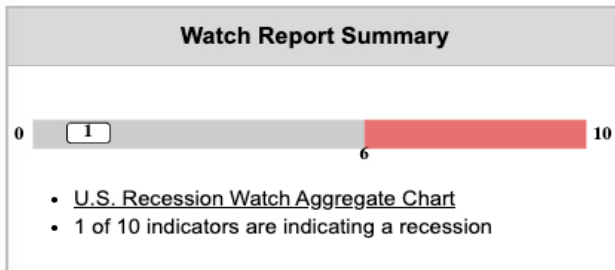 Watch Report Summary
0 1 10
6
U.S. Recession Watch Aggregate Chart
1 of 10 indicators are indicating a recession